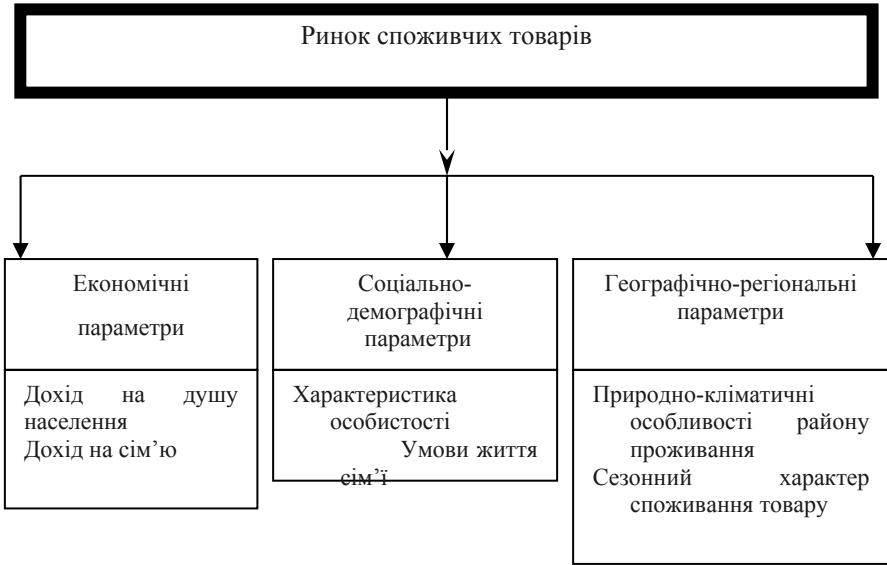 Ринок споживчих товарів
Економічні
параметри
Соціально-
демографічні
параметри
Географічно-регіональні
параметри
Дохід на душу
населення
Дохід на сім’ю
Характеристика
особистості
Умови життя
сім’ї
Природно-кліматичні
особливості району
проживання
Сезонний характер
споживання товару